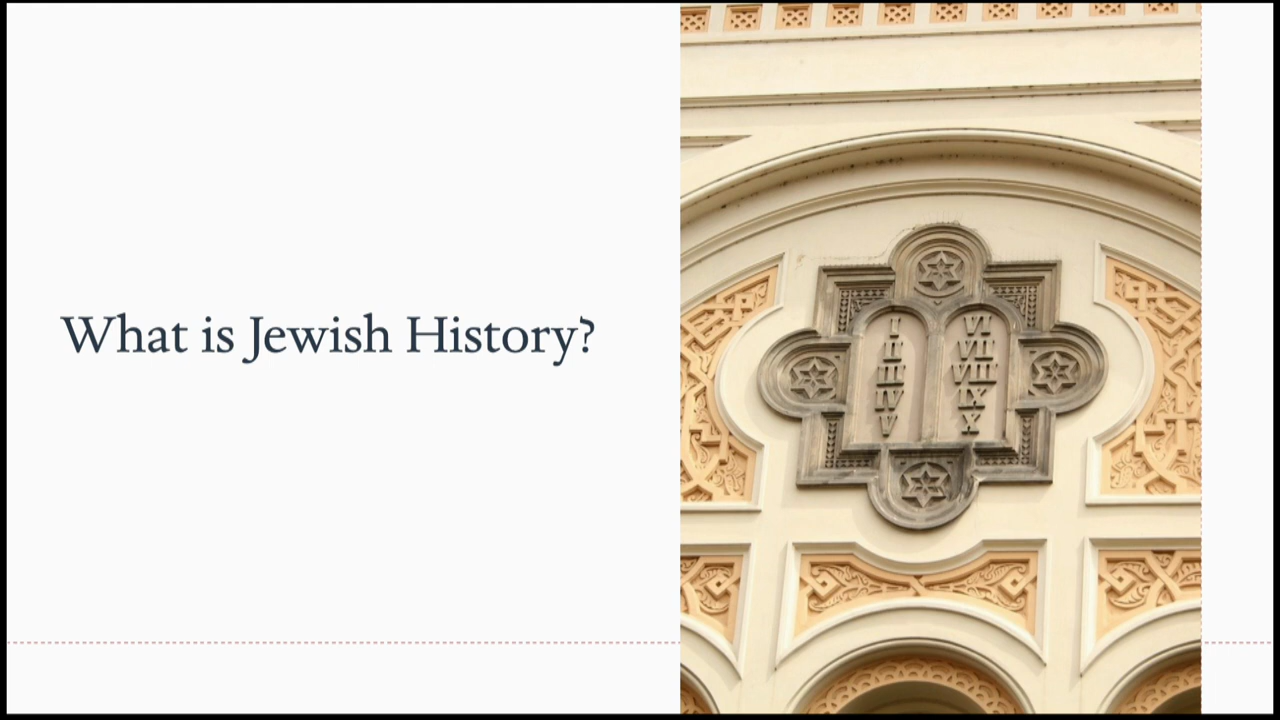 What is Jewish History?
I VI
II VII
III VIII
IV IX
V X